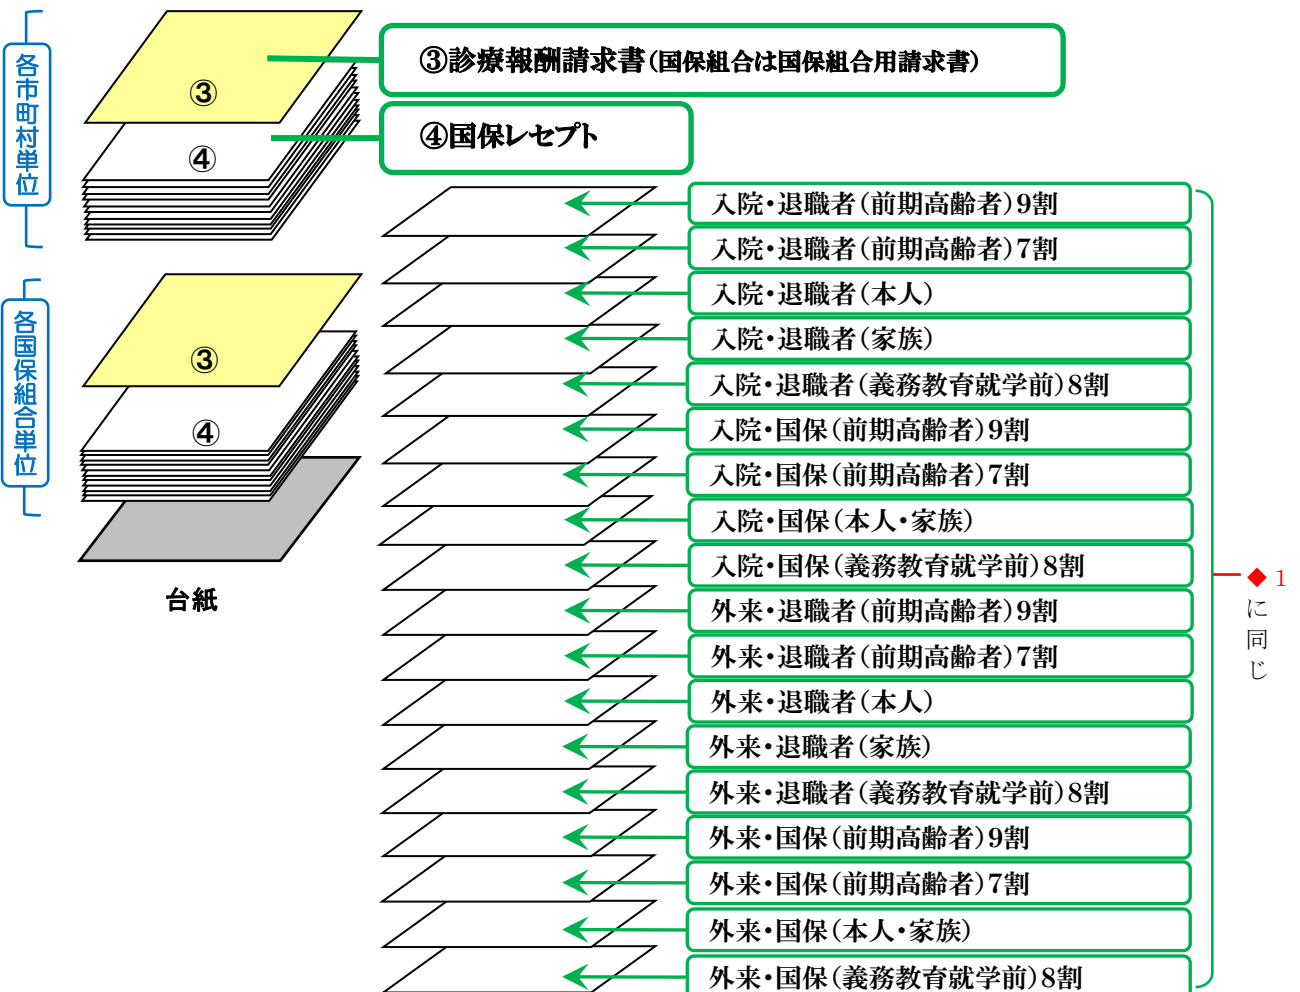 各市町村単位
③
④
③診療報酬請求書（国保組合は国保組合用請求書）
④国保レセプト
各国保組合単位
③
④
台紙
入院・退職者（前期高齢者）9割
入院・退職者（前期高齢者）7割
入院・退職者（本人）
入院・退職者（家族）
入院・退職者（義務教育就学前）8割
入院・国保（前期高齢者）9割
入院・国保（前期高齢者）7割
入院・国保（本人・家族）
入院・国保（義務教育就学前）8割
外来・退職者（前期高齢者）9割
外来・退職者（前期高齢者）7割
外来・退職者（本人）
外来・退職者（家族）
外来・退職者（義務教育就学前）8割
外来・国保（前期高齢者）9割
外来・国保（前期高齢者）7割
外来・国保（本人・家族）
外来・国保（義務教育就学前）8割
◆1に同じ